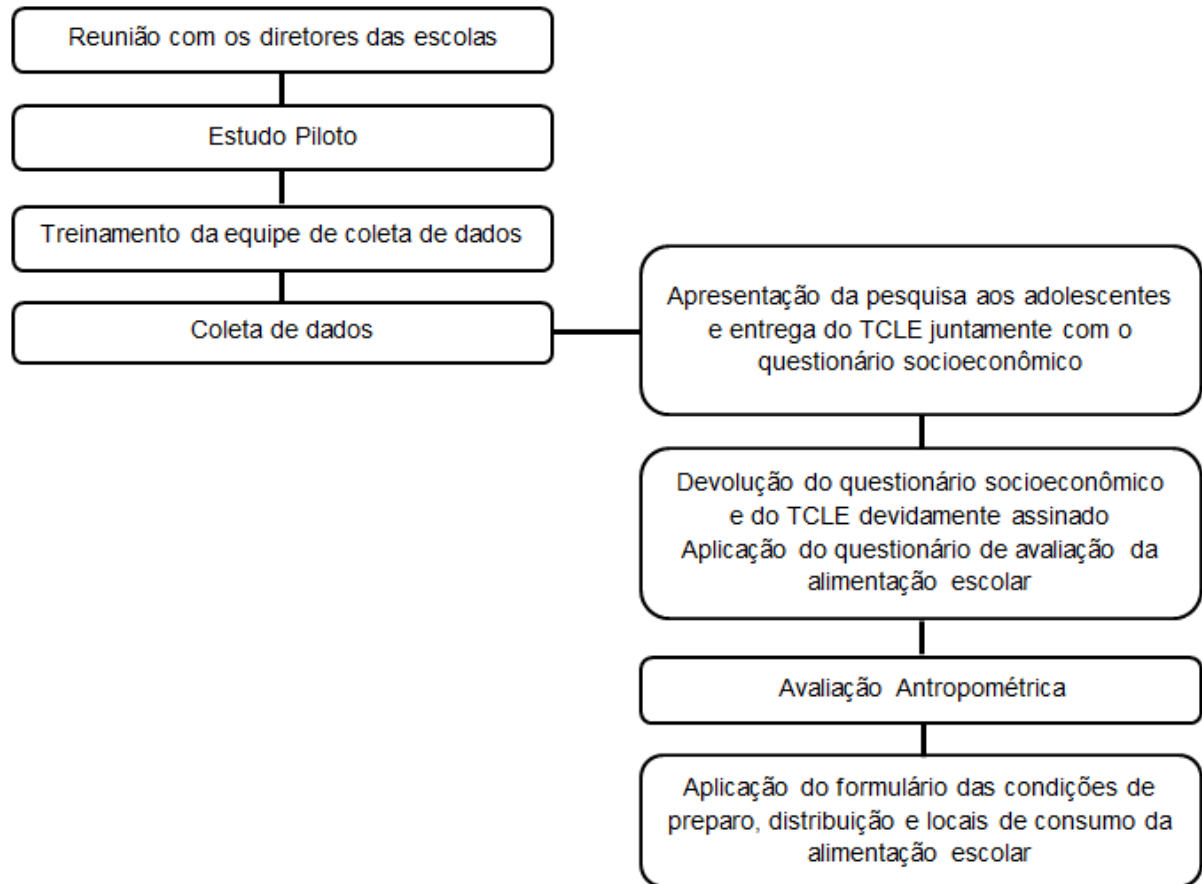 Reunião com os diretores das escolas
Estudo Piloto
Treinamento da equipe de coleta de dados
Coleta de dados
Apresentação da pesquisa aos adolescentes
e entrega do TCLE juntamente com o
questionário socioeconômico
Devolução do questionário socioeconômico
e do TCLE devidamente assinado
Aplicação do questionário de avaliação da
alimentação escolar
Avaliação Antropométrica
Aplicação do formulário das condições de
preparo, distribuição e locais de consumo da
alimentação escolar